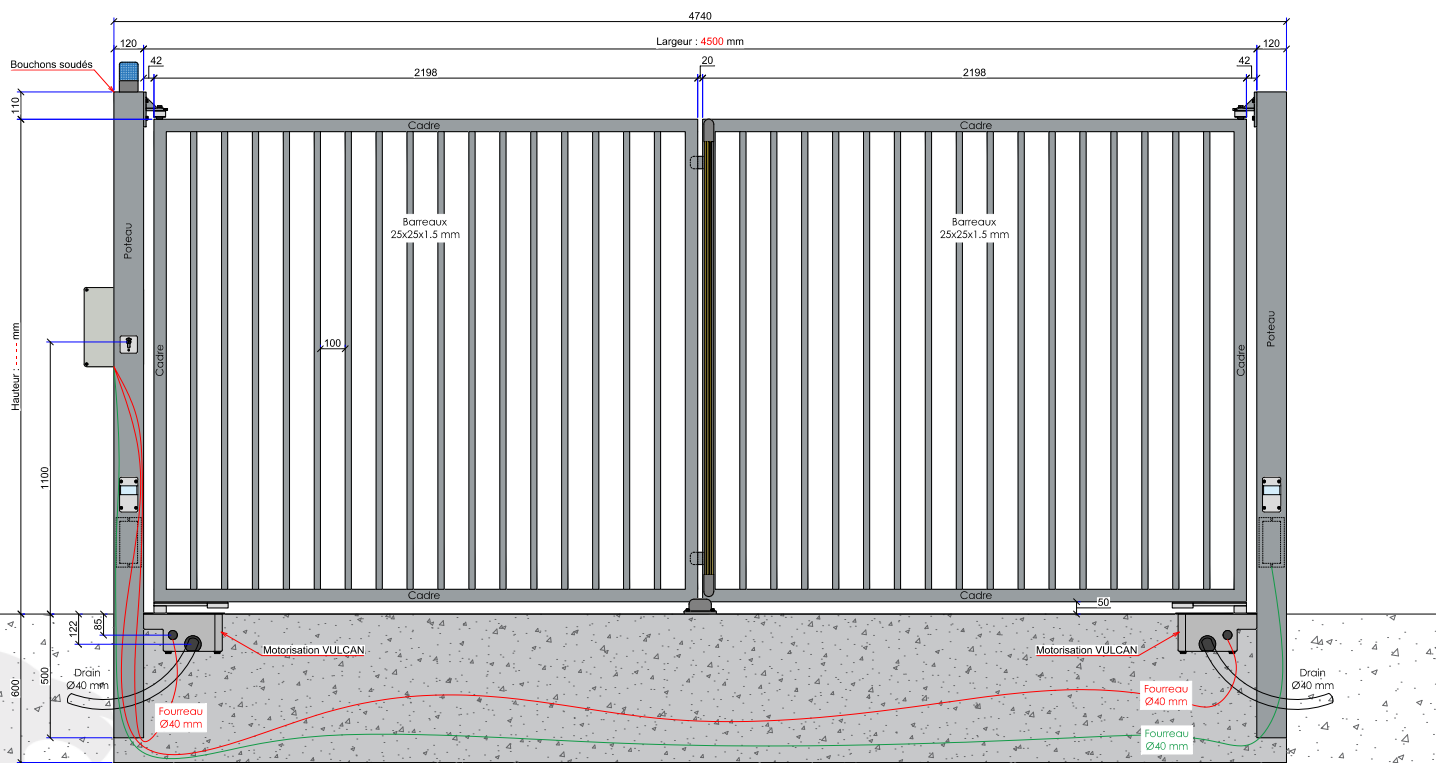 4740
120
Largeur : 4500 mm
120
Bouchons soudés
42
2198
20
2198
42
110
Cadre
Cadre
Barreaux
25x25x1.5 mm
Barreaux
25x25x1.5 mm
Poteau
Poteau
Hauteur : - - - - mm
100
Cadre
Cadre
1100
Cadre
Cadre
50
122
85
Motorisation VULCAN
Motorisation VULCAN
600
500
Drain
Ø40 mm
Drain
Ø40 mm
Fourreau
Ø40 mm
Fourreau
Ø40 mm
Fourreau
Ø40 mm